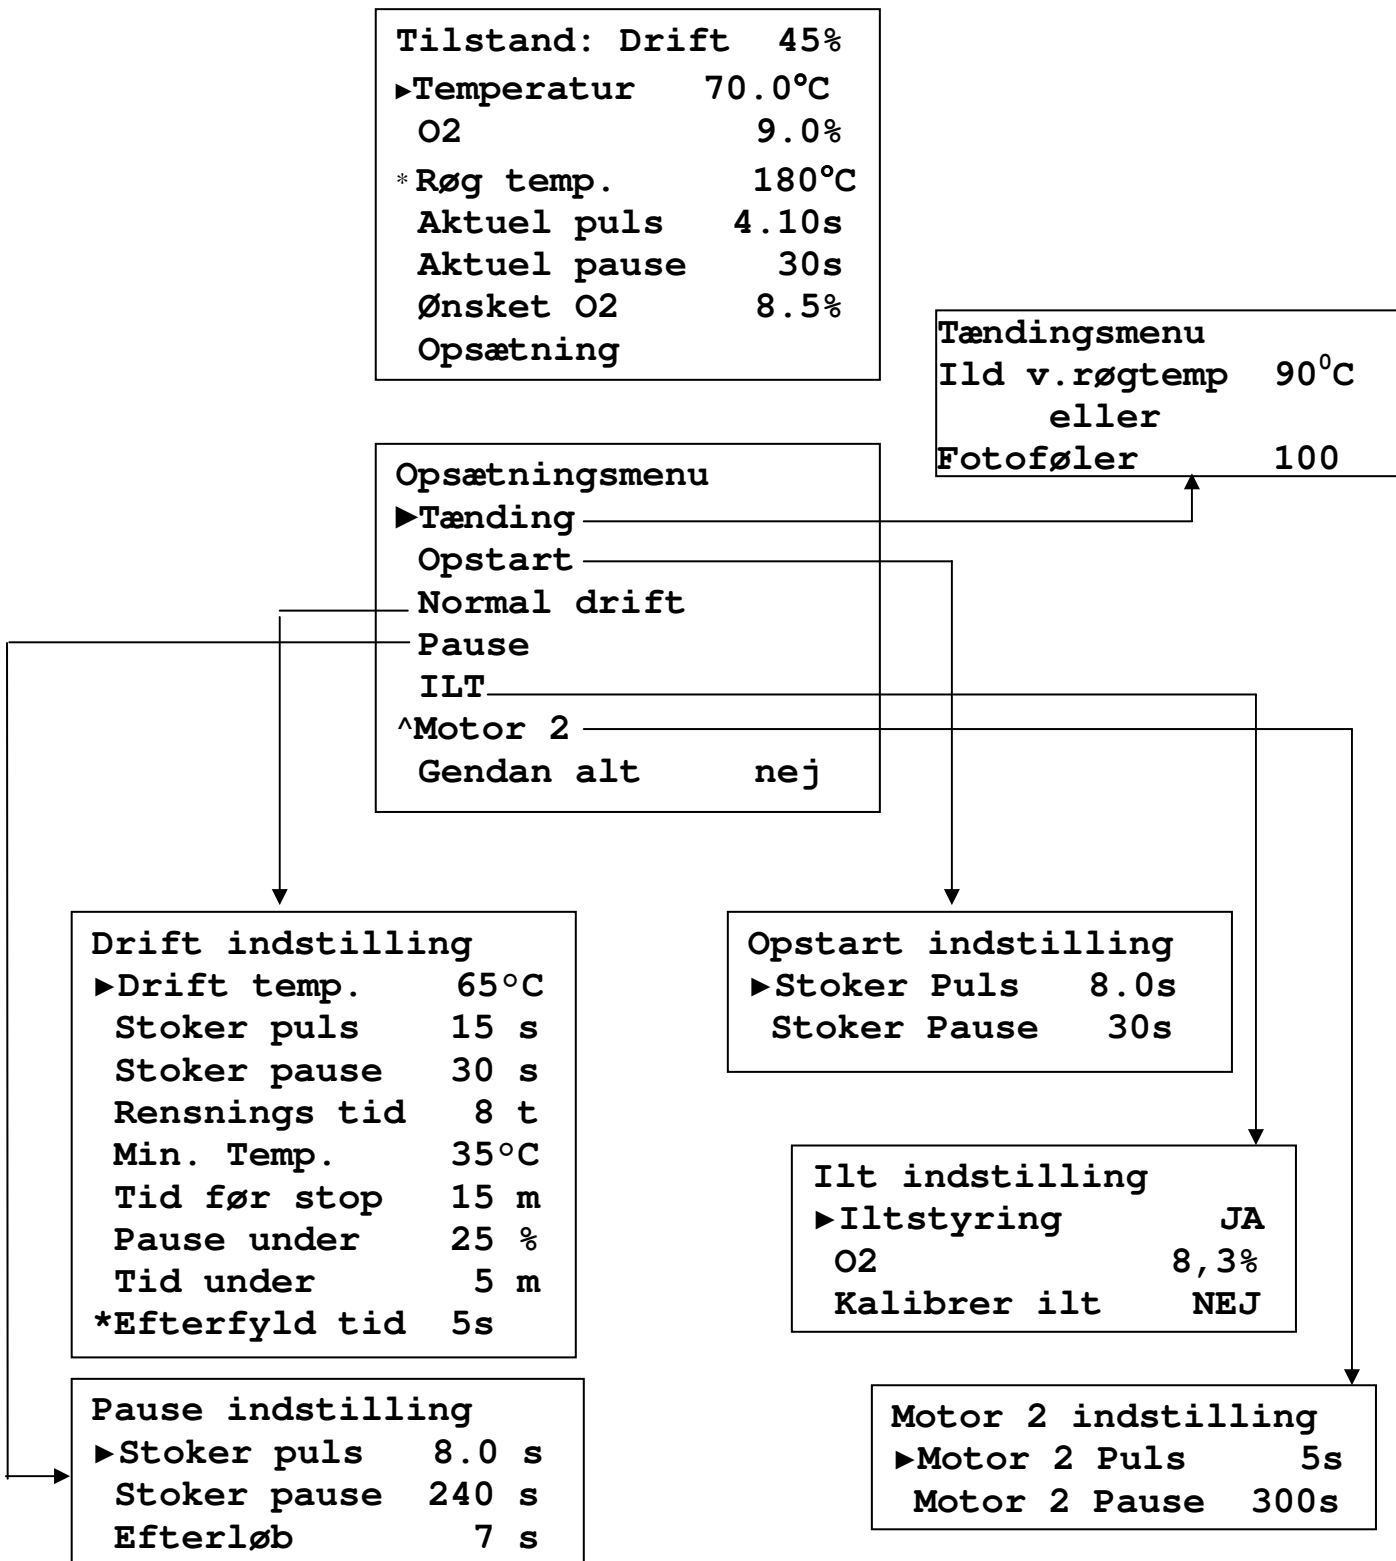 Tilstand: Drift 45%
►Temperatur 70.0°C
O2 9.0%
*Røg temp. 180°C
Aktuel puls 4.10s
Aktuel pause 30s
Ønsket O2 8.5%
Opsætning
Tændingsmenu
Ild v.røgtemp 90⁰C
eller
Fotoføler 100
Opsætningsmenu
►Tænding
Opstart
Normal drift
Pause
ILT
^Motor 2
Gendan alt nej
Drift indstilling
►Drift temp. 65°C
Stoker puls 15 s
Stoker pause 30 s
Rensnings tid 8 t
Min. Temp. 35°C
Tid før stop 15 m
Pause under 25 %
Tid under 5 m
*Efterfyld tid 5s
Opstart indstilling
►Stoker Puls 8.0s
Stoker Pause 30s
Ilt indstilling
►Iltstyring JA
O2 8,3%
Kalibrer ilt NEJ
Pause indstilling
►Stoker puls 8.0 s
Stoker pause 240 s
Efterløb 7 s
Motor 2 indstilling
►Motor 2 Puls 5s
Motor 2 Pause 300s